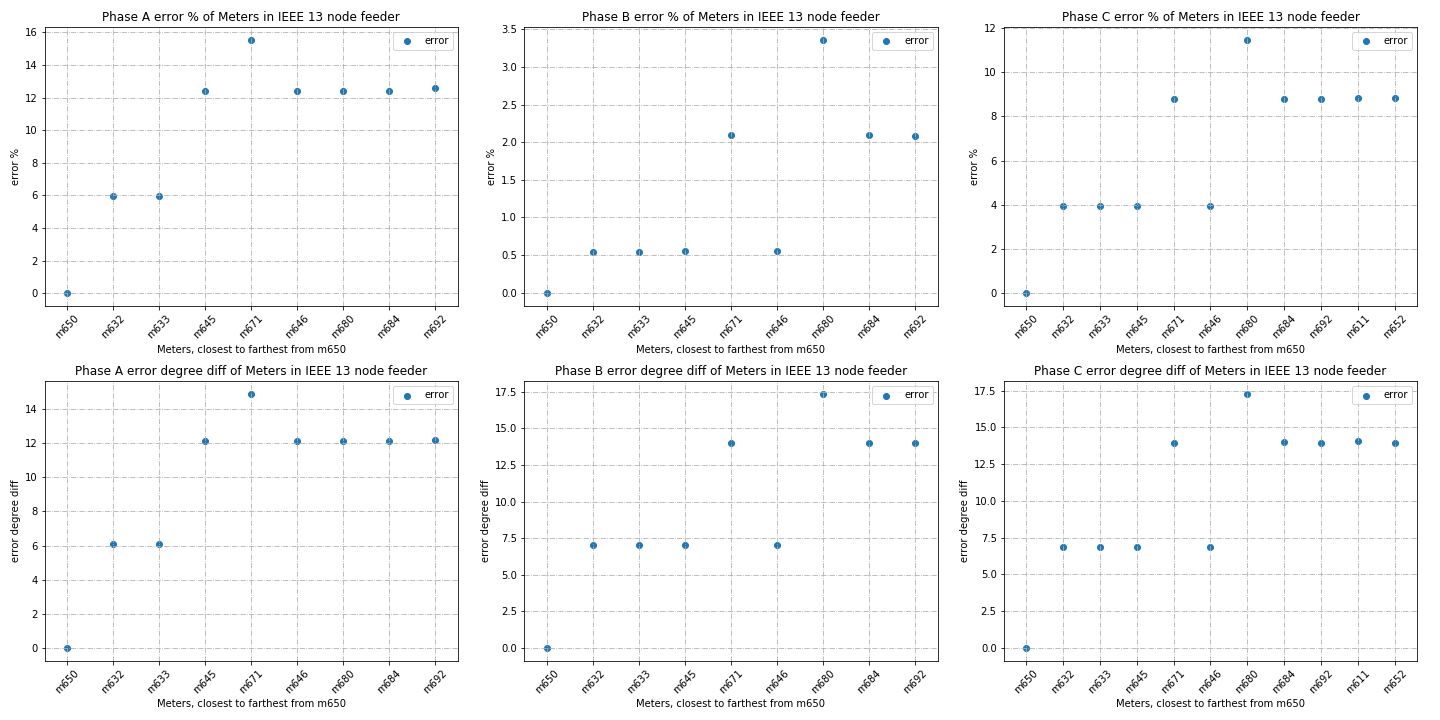 Phase A error % of Meters in IEEE 13 node feeder
error
16
14
12
10
8
6
4
2
0
error %
m650
m632
m633
m645
m671
m646
m680
m684
m692
Meters, closest to farthest from m650
Phase B error % of Meters in IEEE 13 node feeder
error
3.5
3.0
2.5
2.0
1.5
1.0
0.5
0.0
error %
m650
m632
m633
m645
m671
m646
m680
m684
m692
Meters, closest to farthest from m650
Phase C error % of Meters in IEEE 13 node feeder
error
12
10
8
6
4
2
0
error %
m650
m632
m633
m645
m671
m646
m680
m684
m692
m611
m652
Meters, closest to farthest from m650
Phase A error degree diff of Meters in IEEE 13 node feeder
error
14
12
10
8
6
4
2
0
error degree diff
m650
m632
m633
m645
m671
m646
m680
m684
m692
Meters, closest to farthest from m650
Phase B error degree diff of Meters in IEEE 13 node feeder
error
17.5
15.0
12.5
10.0
7.5
5.0
2.5
0.0
error degree diff
m650
m632
m633
m645
m671
m646
m680
m684
m692
Meters, closest to farthest from m650
Phase C error degree diff of Meters in IEEE 13 node feeder
error
17.5
15.0
12.5
10.0
7.5
5.0
2.5
0.0
error degree diff
m650
m632
m633
m645
m671
m646
m680
m684
m692
m611
m652
Meters, closest to farthest from m650